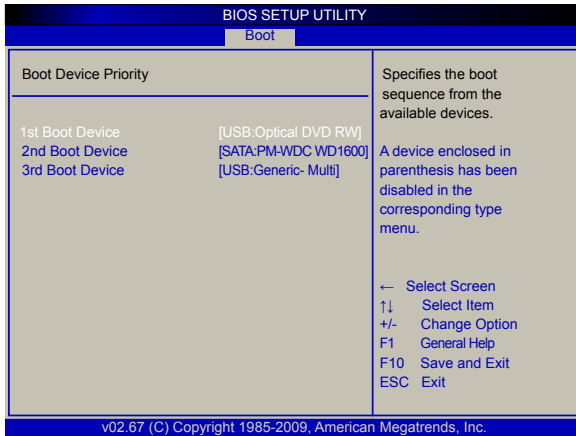 BIOS SETUP UTILITY
Boot
Boot Device Priority
1st Boot Device [USB:Optical DVD RW]
2nd Boot Device [SATA:PM-WDC WD1600]
3rd Boot Device [USB:Generic- Multi]
Specifies the boot
sequence from the
available devices.
A device enclosed in
parenthesis has been
disabled in the
corresponding type
menu.
← Select Screen
↑↓ Select Item
+/- Change Option
F1 General Help
F10 Save and Exit
ESC Exit
v02.67 (C) Copyright 1985-2009, American Megatrends, Inc.